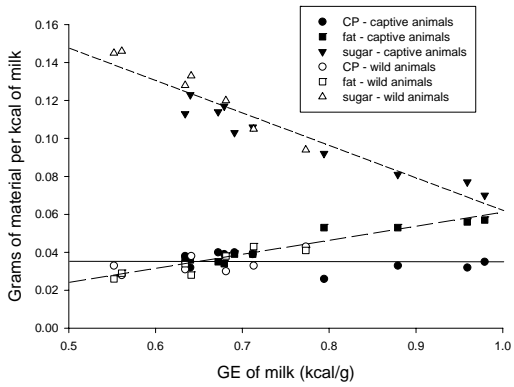 CP - captive animals
fat - captive animals
sugar - captive animals
CP - wild animals
fat - wild animals
sugar - wild animals
Grams of material per kcal of milk
0.16
0.14
0.12
0.10
0.08
0.06
0.04
0.02
0.00
0.5 0.6 0.7 0.8 0.9 1.0
GE of milk (kcal/g)